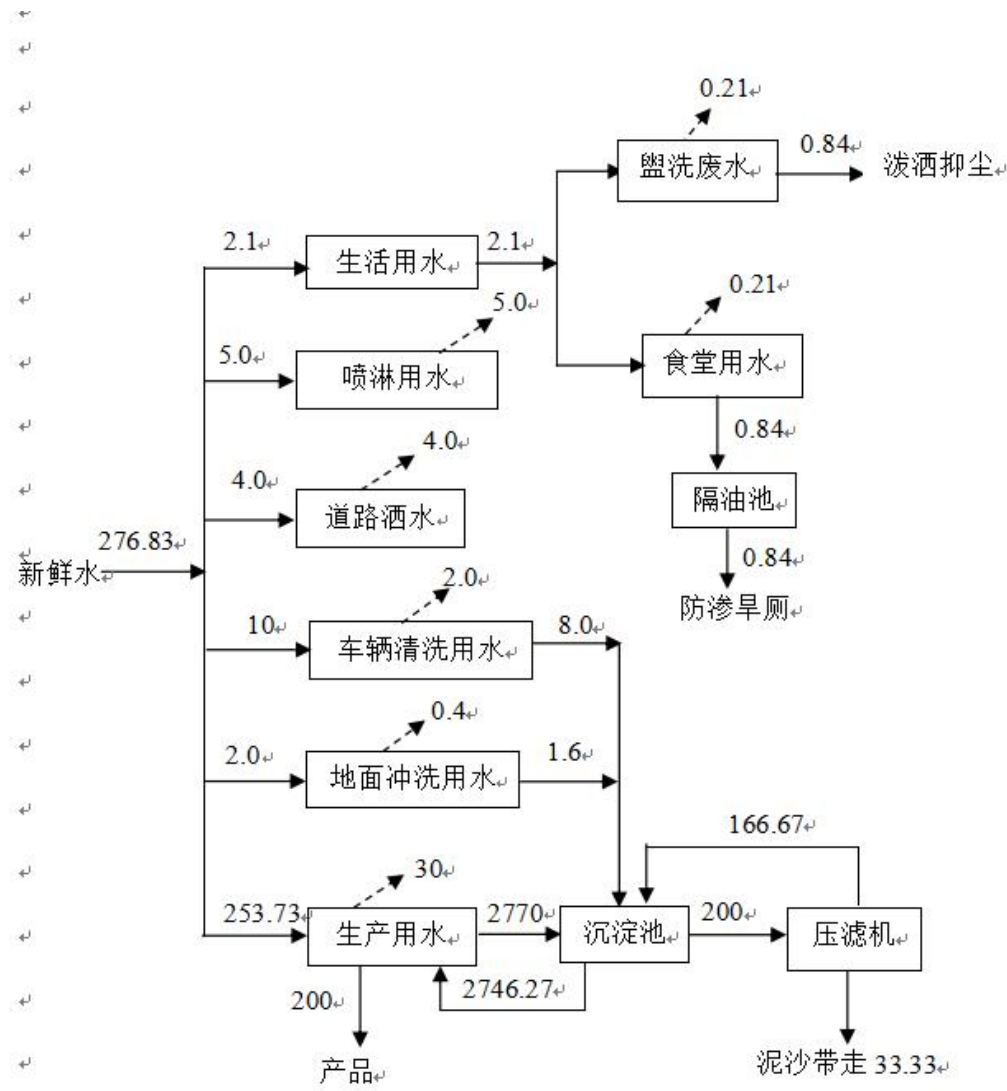 0.21
0.84
盥洗废水
泼洒抑尘
2.1
生活用水
2.1
0.21
5.0
5.0
喷淋用水
食堂用水
0.84
4.0
4.0
道路洒水
隔油池
276.83
新鲜水
0.84
2.0
防渗旱厕
10
车辆清洗用水
8.0
0.4
2.0
地面冲洗用水
1.6
166.67
30
253.73
生产用水
2770
沉淀池
200
压滤机
2746.27
200
产品
泥沙带走 33.33